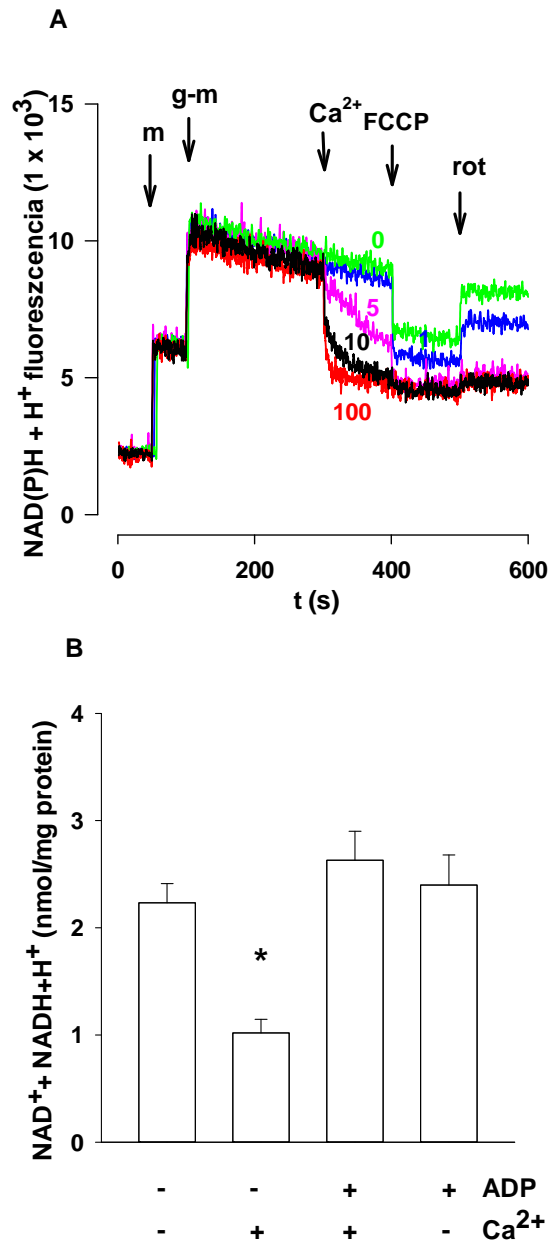 A
NAD(P)H + H⁺ fluoreszcencia (1 x 10³)
15
10
5
0
m
g-m
Ca²⁺
FCCP
rot
0
1
5
10
100
0
200
400
600
t (s)
B
NAD⁺+ NADH+H⁺ (nmol/mg protein)
4
3
2
1
0
*
- - + + ADP
- + + - Ca²⁺